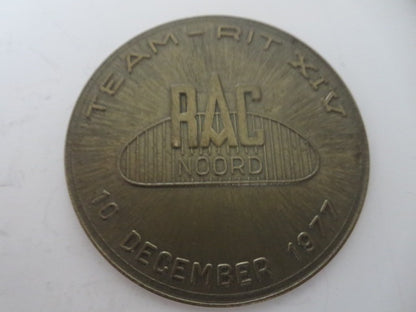 TEAM-RIT XIV
RAC
NOORD
10 DECEMBER 1977